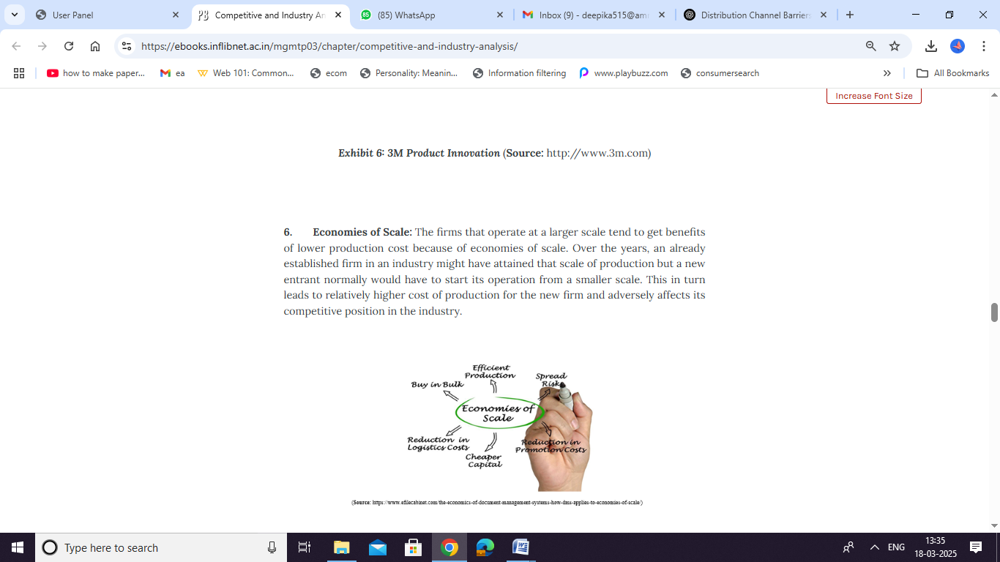 User Panel
Competitive and Industry An
(85) WhatsApp
Inbox (9) - deepika515@am
Distribution Channel Barriers
https://ebooks.inflibnet.ac.in/mgmtp03/chapter/competitive-and-industry-analysis/
how to make paper...
ea
Web 101: Common...
ecom
Personality: Meanin...
Information filtering
www.playbuzz.com
consumersearch
All Bookmarks
Increase Font Size
Exhibit 6: 3M Product Innovation (Source: http://www.3m.com)
6. Economies of Scale: The firms that operate at a larger scale tend to get benefits
of lower production cost because of economies of scale. Over the years, an already
established firm in an industry might have attained that scale of production but a new
entrant normally would have to start its operation from a smaller scale. This in turn
leads to relatively higher cost of production for the new firm and adversely affects its
competitive position in the industry.
Efficient
Production
Buy in Bulk
Spread
Risk
Economies of
Scale
Reduction in
Logistics Costs
Cheaper
Capital
Reduction in
Promotion Costs
(Source: https://www.efilecabinet.com/the-economics-of-document-management-systems-how-dms-applies-to-economies-of-scale/)
Type here to search
ENG
13:35
18-03-2025